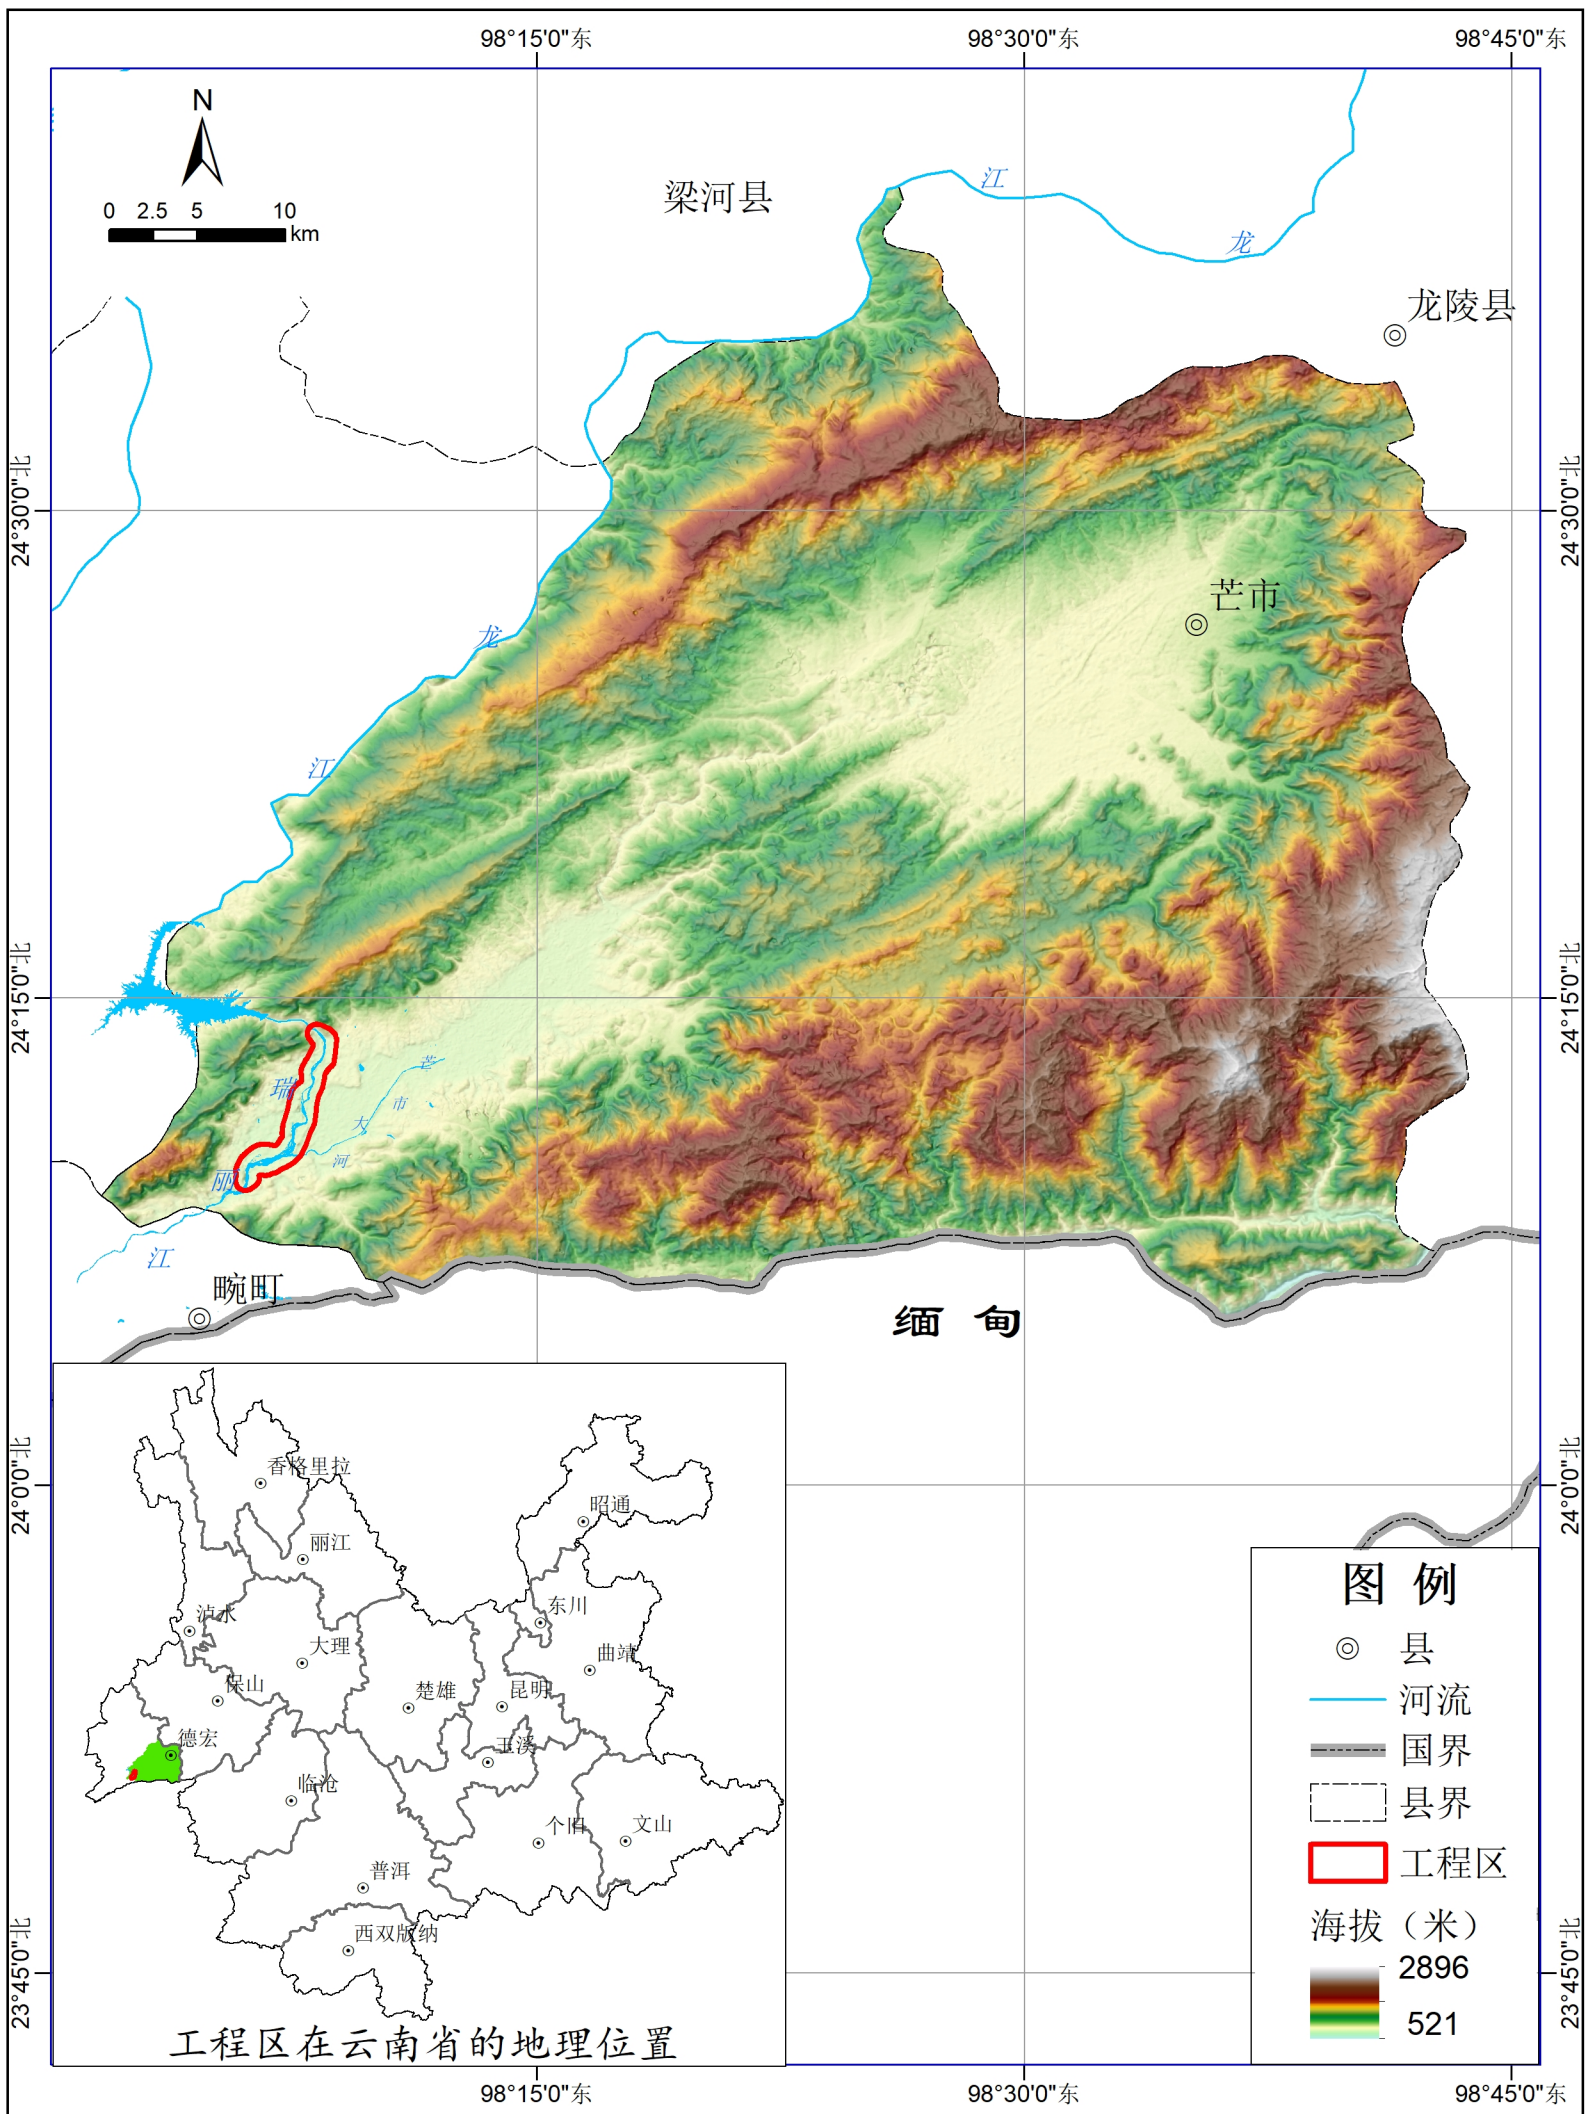 98°15'0"东
98°30'0"东
98°45'0"东
N
0 2.5 5 10
km
梁河县
江
龙
龙陵县
24°30'0"北
24°30'0"北
芒市
龙
江
24°15'0"北
24°15'0"北
瑞
芒
市
大
河
丽
江
畹町
缅 甸
24°0'0"北
24°0'0"北
香格里拉
昭通
丽江
泸水
东川
大理
曲靖
保山
楚雄
昆明
德宏
玉溪
临沧
个旧
文山
普洱
西双版纳
工程区在云南省的地理位置
图 例
县
河流
国界
县界
工程区
海拔（米）
2896
521
23°45'0"北
23°45'0"北
98°15'0"东
98°30'0"东
98°45'0"东